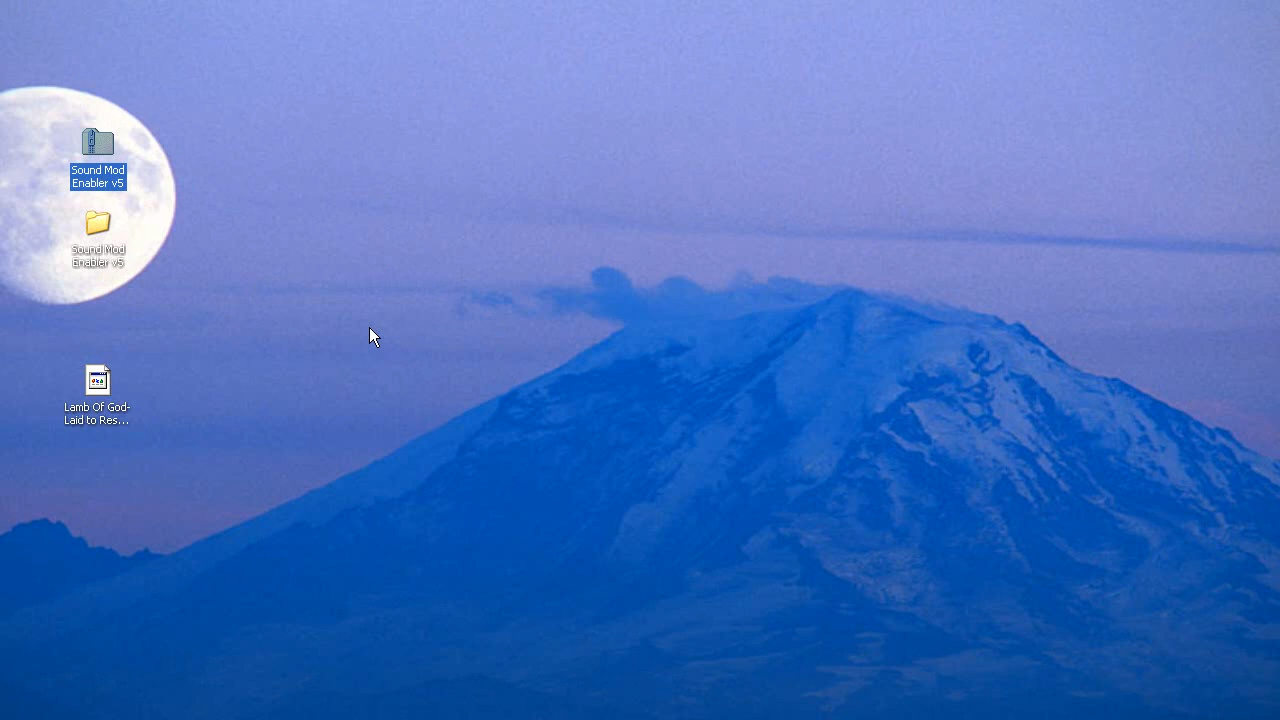 Sound Mod
Enabler v5
Sound Mod
Enabler v5
Lamb Of God-
Laid to Res...